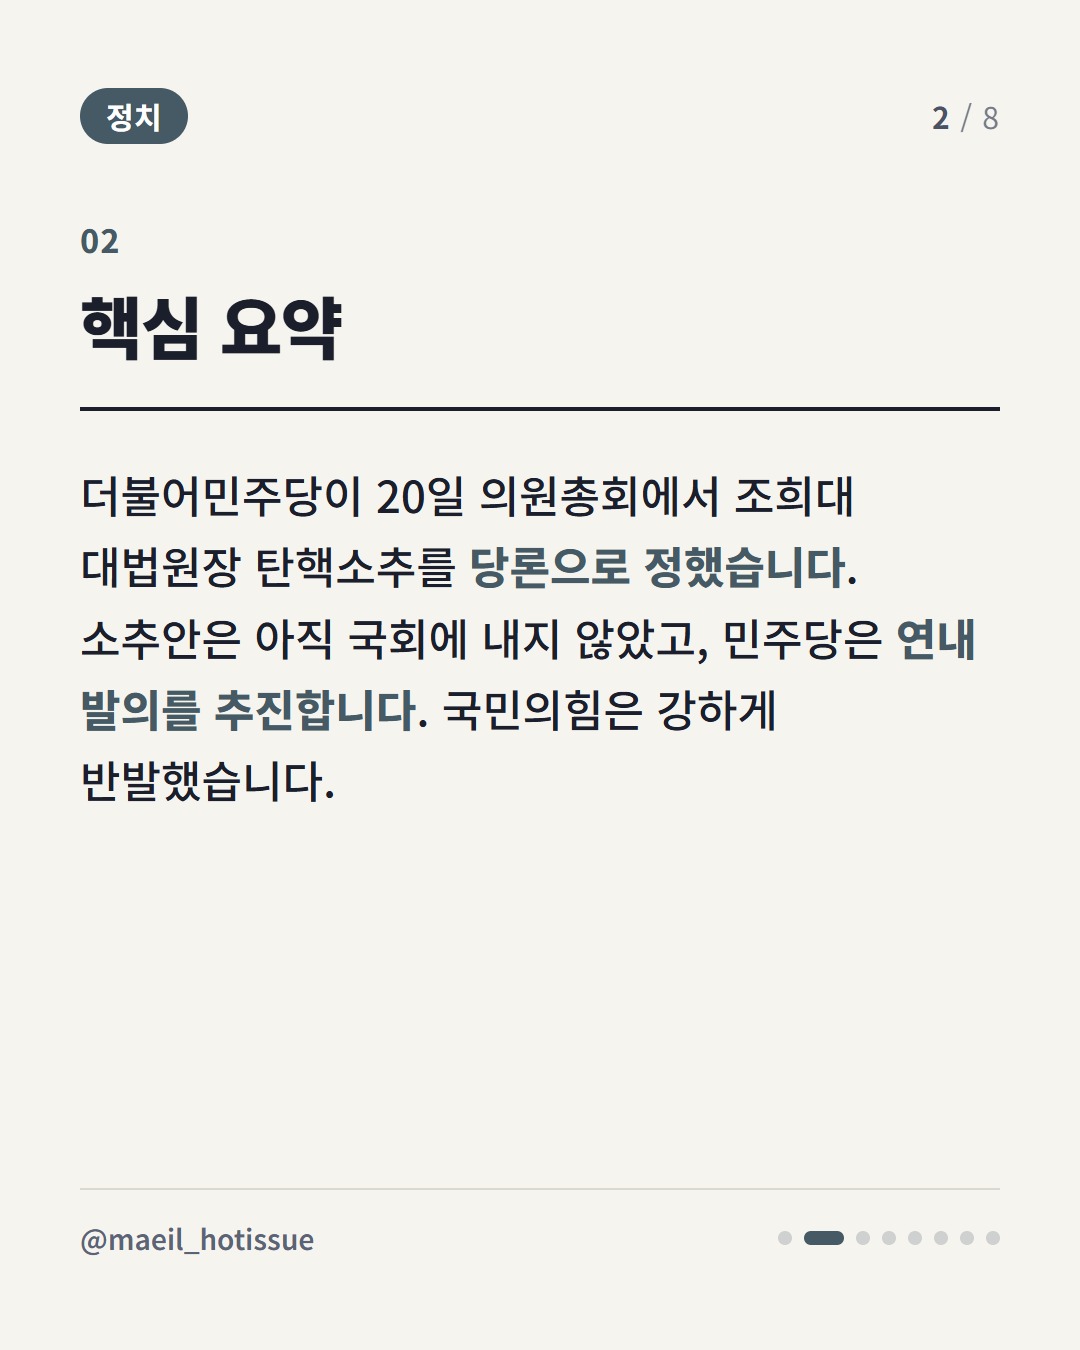 정치
2 / 8
02
핵심 요약
더불어민주당이 20일 의원총회에서 조희대
대법원장 탄핵소추를 당론으로 정했습니다.
소추안은 아직 국회에 내지 않았고, 민주당은 연내
발의를 추진합니다. 국민의힘은 강하게
반발했습니다.
@maeil_hotissue